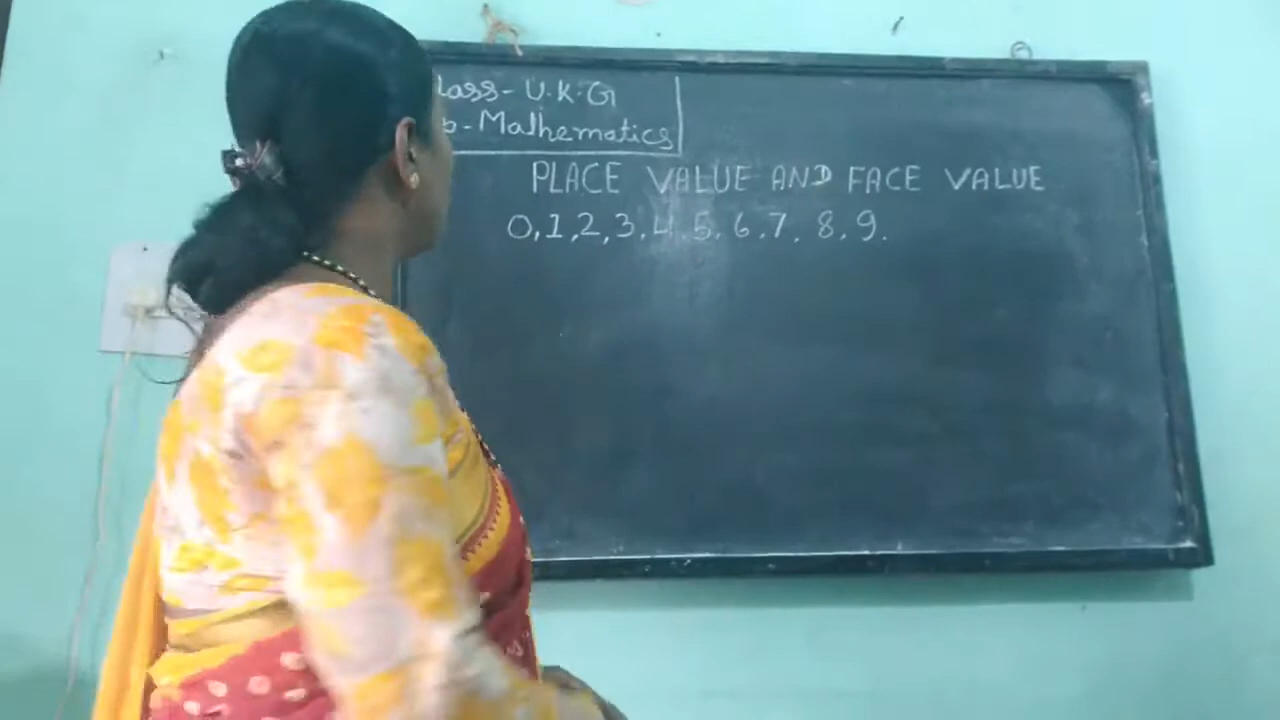 lass- U.K.G
b-Mathematics
PLACE VALUE AND FACE VALUE
0,1,2,3,4,5,6,7,8,9.